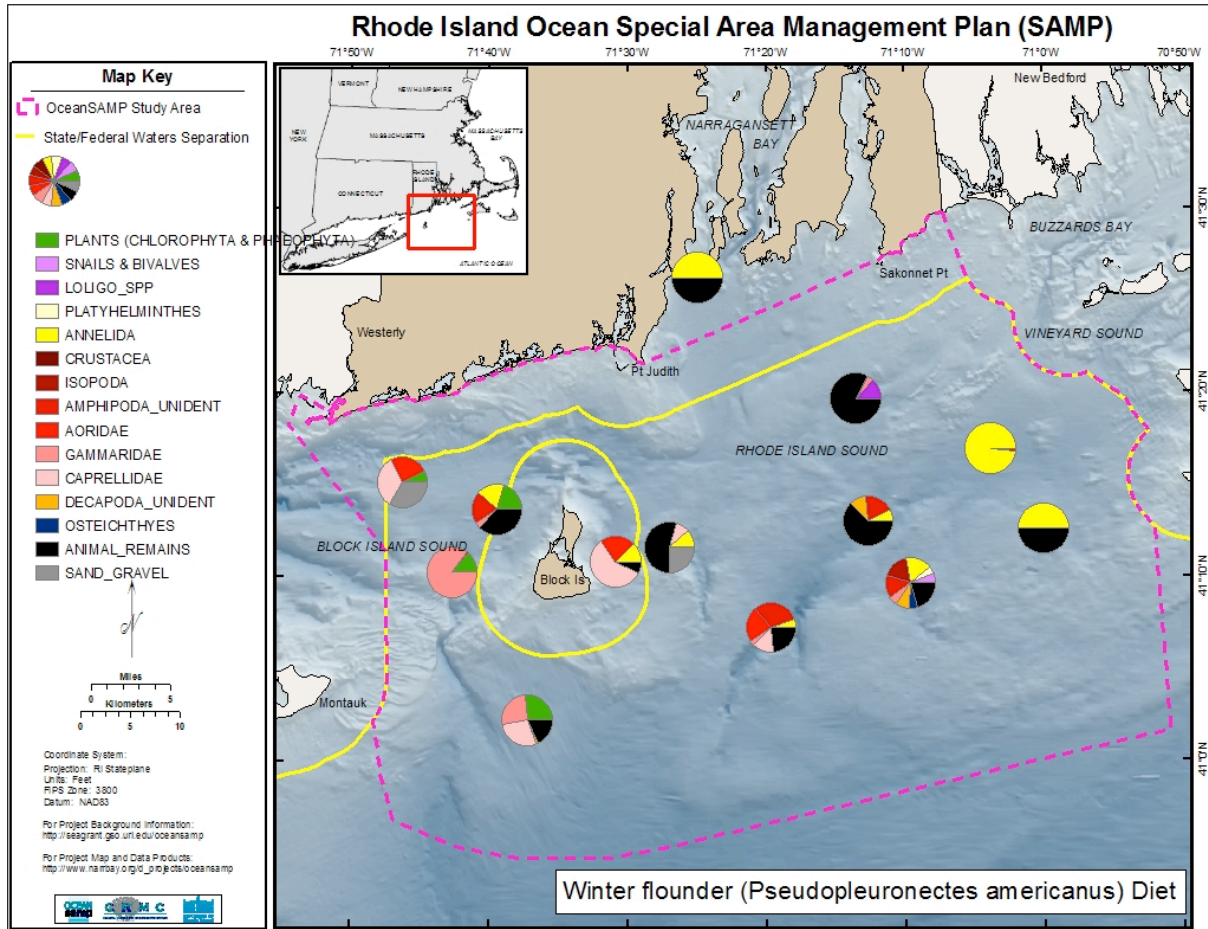 Rhode Island Ocean Special Area Management Plan (SAMP)
Map Key
OceanSAMP Study Area
State/Federal Waters Separation
PLANTS (CHLOROPHYTA & PHAEOPHYTA)
SNAILS & BIVALVES
LOLIGO_SPP
PLATYHELMINTHES
ANNELIDA
CRUSTACEA
ISOPODA
AMPHIPODA_UNIDENT
AORIDAE
GAMMARIDAE
CAPRELLIDAE
DECAPODA_UNIDENT
OSTEICHTHYES
ANIMAL_REMAINS
SAND_GRAVEL
Miles
0 5
Kilometers
0 5 10
Coordinate System:
Projection: RI Stateplane
Units: Feet
FIPS Zone: 3800
Datum: NAD83
For Project Background Information:
http://seagrant.gso.uri.edu/oceansamp
For Project Map and Data Products:
http://www.narrbay.org/d_projects/oceansamp
OCEAN
samp
C R M C
71°50'W
71°40'W
71°30'W
71°20'W
71°10'W
71°0'W
70°50'W
VERMONT
NEW HAMPSHIRE
NEW
YORK
MASSACHUSETTS
MASSACHUSETTS
BAY
CONNECTICUT
RHODE
ISLAND
ATLANTIC OCEAN
New Bedford
NARRAGANSETT
BAY
BUZZARDS BAY
Sakonnet Pt
Westerly
VINEYARD SOUND
Pt Judith
RHODE ISLAND SOUND
BLOCK ISLAND SOUND
Block Is
Montauk
41°30'N
41°20'N
41°10'N
41°0'N
Winter flounder (Pseudopleuronectes americanus) Diet